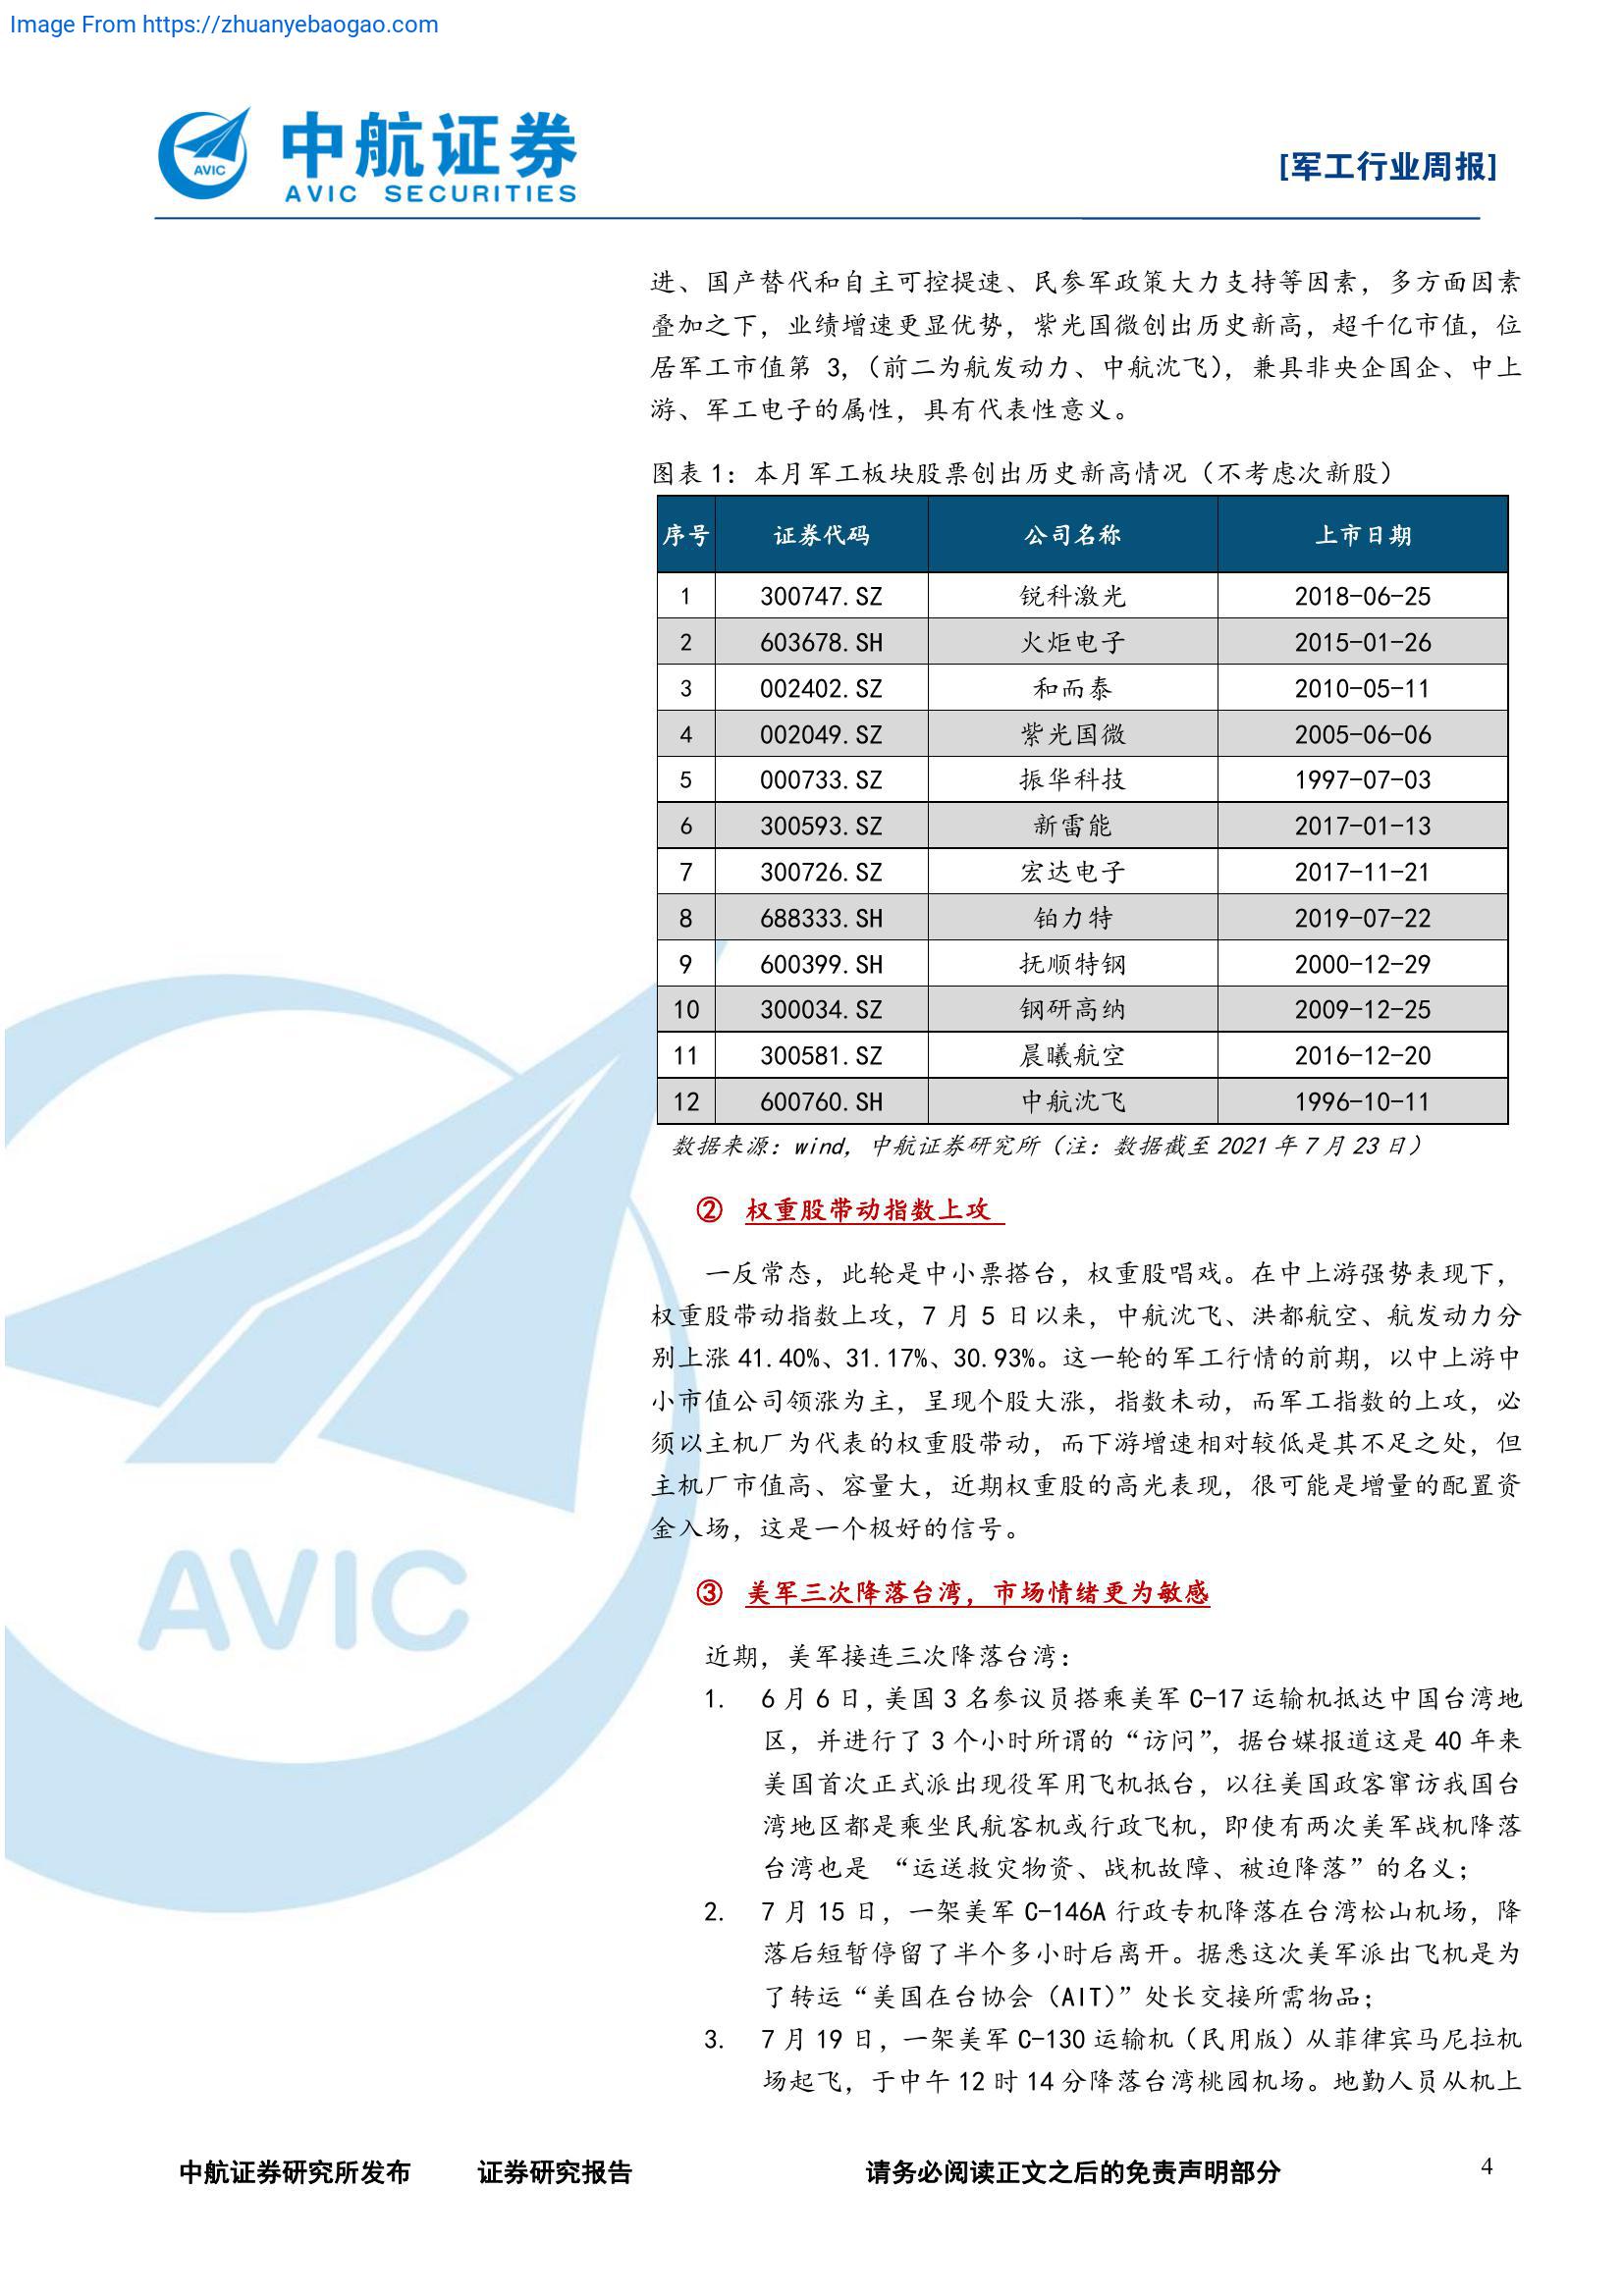 Image From https://zhuanyebaogao.com
中航证券
AVIC SECURITIES
AVIC
[军工行业周报]
进、国产替代和自主可控提速、民参军政策大力支持等因素，多方面因素
叠加之下，业绩增速更显优势，紫光国微创出历史新高，超千亿市值，位
居军工市值第 3，（前二为航发动力、中航沈飞），兼具非央企国企、中上
游、军工电子的属性，具有代表性意义。
图表 1：本月军工板块股票创出历史新高情况（不考虑次新股）
序号 证券代码 公司名称 上市日期
1 300747.SZ 锐科激光 2018-06-25
2 603678.SH 火炬电子 2015-01-26
3 002402.SZ 和而泰 2010-05-11
4 002049.SZ 紫光国微 2005-06-06
5 000733.SZ 振华科技 1997-07-03
6 300593.SZ 新雷能 2017-01-13
7 300726.SZ 宏达电子 2017-11-21
8 688333.SH 铂力特 2019-07-22
9 600399.SH 抚顺特钢 2000-12-29
10 300034.SZ 钢研高纳 2009-12-25
11 300581.SZ 晨曦航空 2016-12-20
12 600760.SH 中航沈飞 1996-10-11
数据来源：wind，中航证券研究所（注：数据截至 2021 年 7 月 23 日）
② 权重股带动指数上攻
一反常态，此轮是中小票搭台，权重股唱戏。在中上游强势表现下，
权重股带动指数上攻，7 月 5 日以来，中航沈飞、洪都航空、航发动力分
别上涨 41.40%、31.17%、30.93%。这一轮的军工行情的前期，以中上游中
小市值公司领涨为主，呈现个股大涨，指数未动，而军工指数的上攻，必
须以主机厂为代表的权重股带动，而下游增速相对较低是其不足之处，但
主机厂市值高、容量大，近期权重股的高光表现，很可能是增量的配置资
金入场，这是一个极好的信号。
③ 美军三次降落台湾，市场情绪更为敏感
近期，美军接连三次降落台湾：
1. 6 月 6 日，美国 3 名参议员搭乘美军 C-17 运输机抵达中国台湾地
区，并进行了 3 个小时所谓的“访问”，据台媒报道这是 40 年来
美国首次正式派出现役军用飞机抵台，以往美国政客窜访我国台
湾地区都是乘坐民航客机或行政飞机，即使有两次美军战机降落
台湾也是 “运送救灾物资、战机故障、被迫降落”的名义；
2. 7 月 15 日，一架美军 C-146A 行政专机降落在台湾松山机场，降
落后短暂停留了半个多小时后离开。据悉这次美军派出飞机是为
了转运“美国在台协会（AIT）”处长交接所需物品；
3. 7 月 19 日，一架美军 C-130 运输机（民用版）从菲律宾马尼拉机
场起飞，于中午 12 时 14 分降落台湾桃园机场。地勤人员从机上
AVIC
中航证券研究所发布 证券研究报告 请务必阅读正文之后的免责声明部分 4